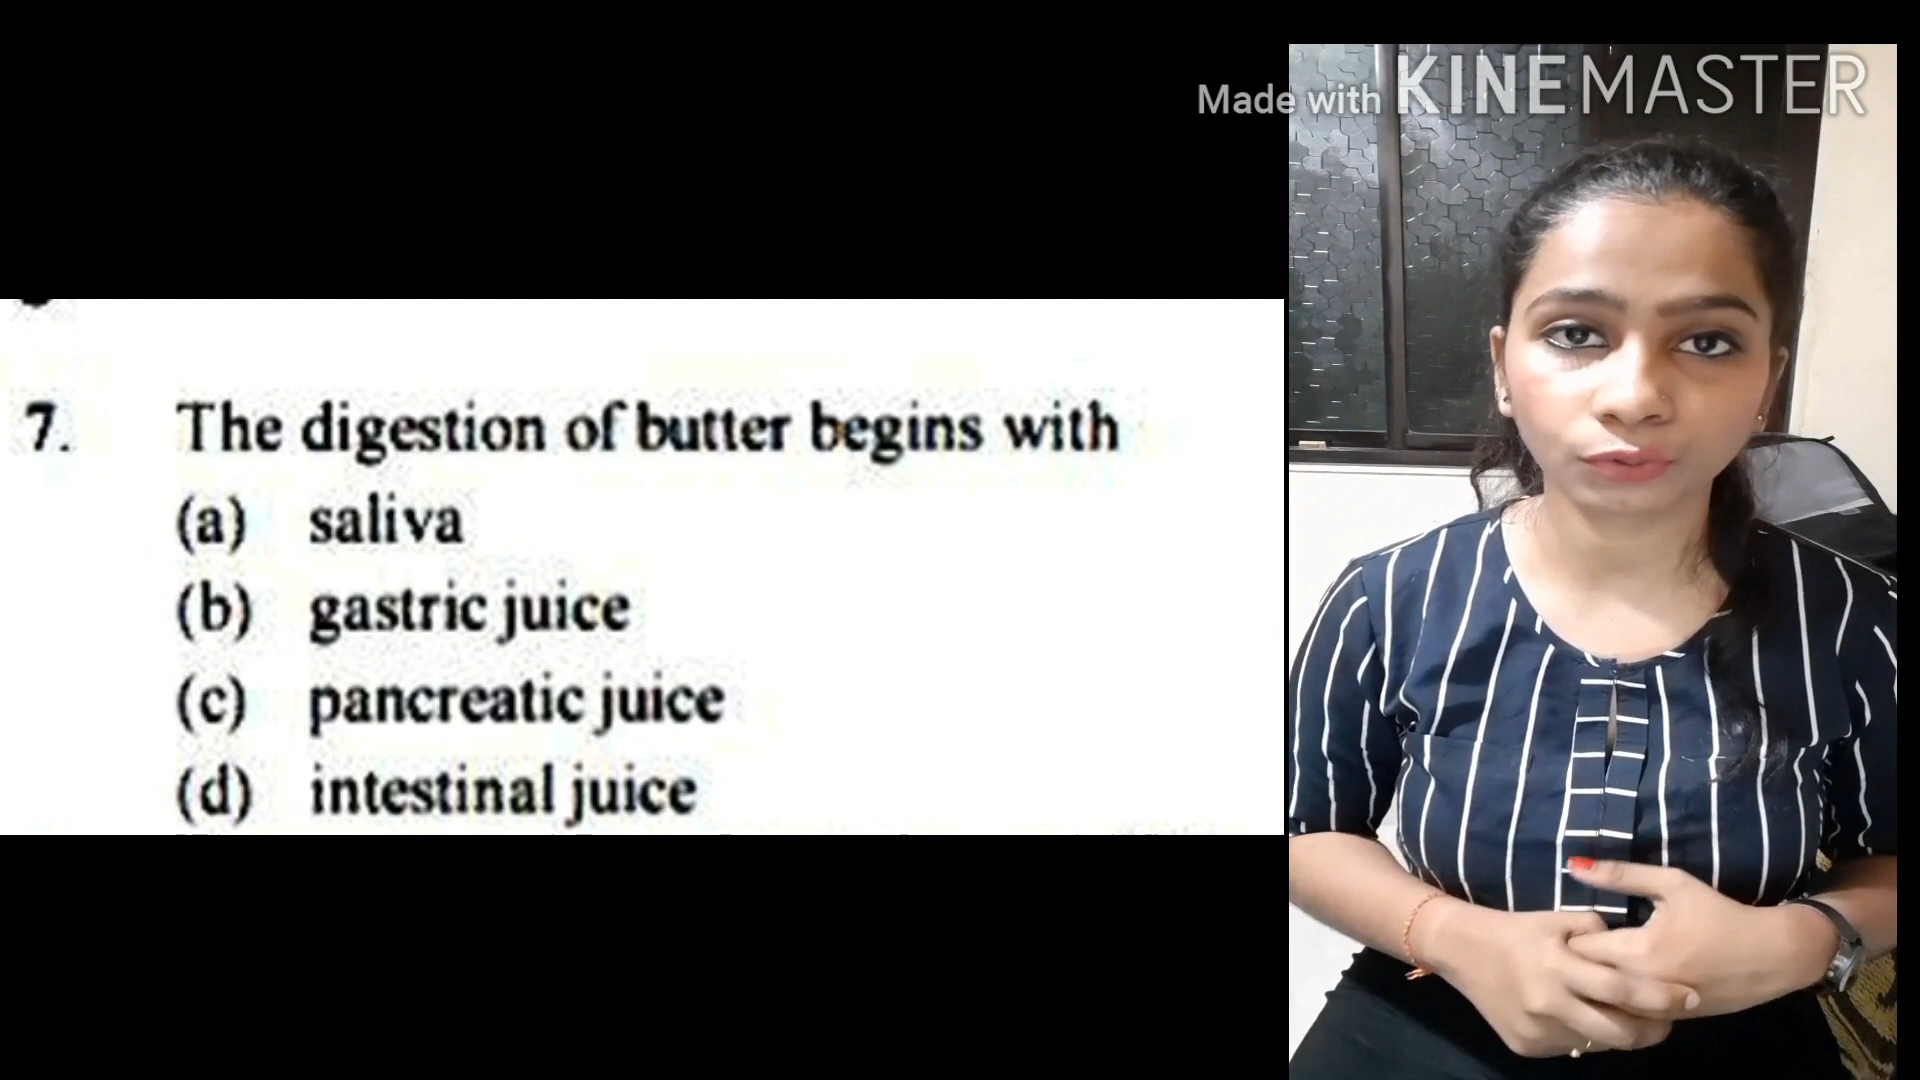 Made with KINEMASTER
7. The digestion of butter begins with
(a) saliva
(b) gastric juice
(c) pancreatic juice
(d) intestinal juice